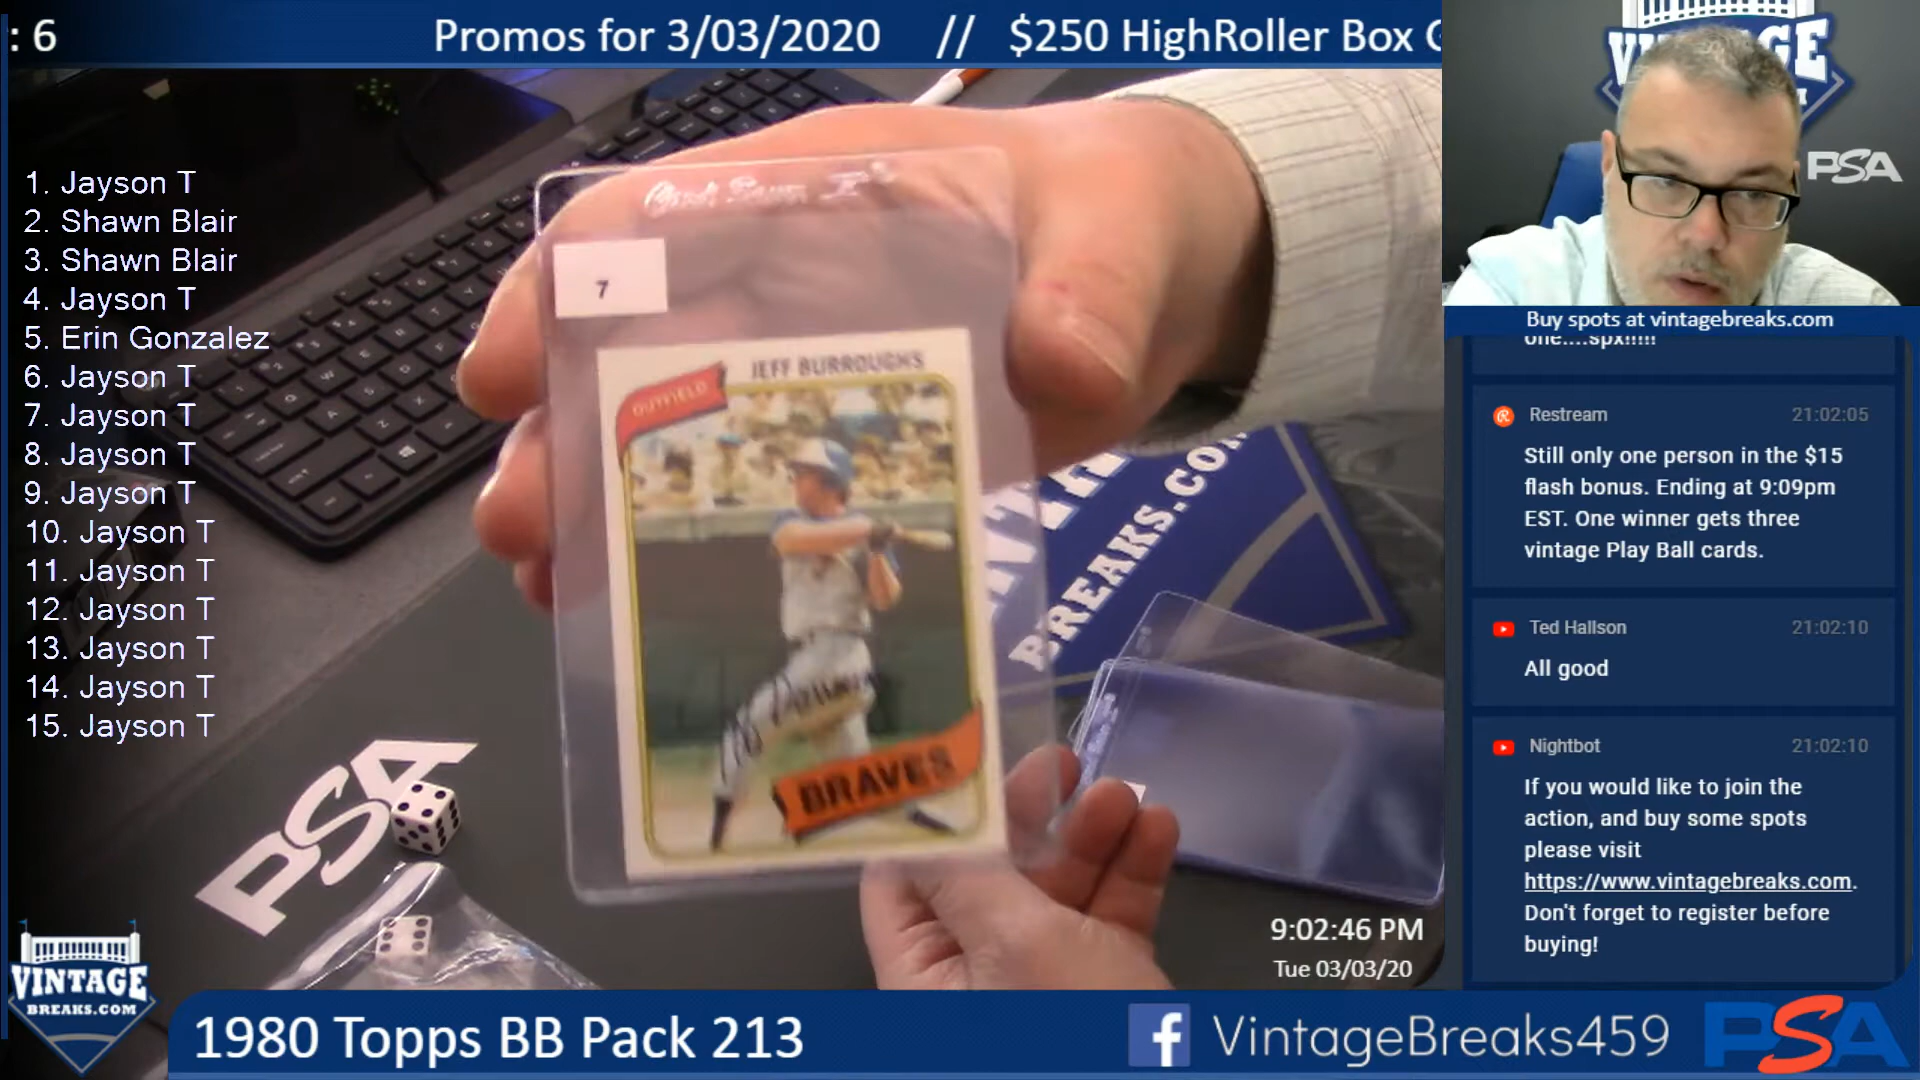 : 6
Promos for 3/03/2020 // $250 HighRoller Box
1. Jayson T
2. Shawn Blair
3. Shawn Blair
4. Jayson T
5. Erin Gonzalez
6. Jayson T
7. Jayson T
8. Jayson T
9. Jayson T
10. Jayson T
11. Jayson T
12. Jayson T
13. Jayson T
14. Jayson T
15. Jayson T
7
JEFF BURROUGHS
OUTFIELD
BRAVES
BREAKS.CO
PSA
PSA
Buy spots at vintagebreaks.com
one....spx!!!!!
Restream 21:02:05
Still only one person in the $15
flash bonus. Ending at 9:09pm
EST. One winner gets three
vintage Play Ball cards.
Ted Hallson 21:02:10
All good
Nightbot 21:02:10
If you would like to join the
action, and buy some spots
please visit
https://www.vintagebreaks.com.
Don't forget to register before
buying!
9:02:46 PM
Tue 03/03/20
VINTAGE
BREAKS.COM
1980 Topps BB Pack 213
f VintageBreaks459
PSA